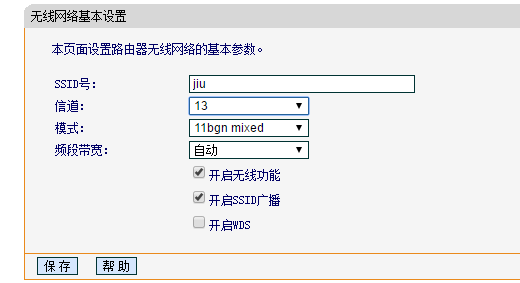 无线网络基本设置
本页面设置路由器无线网络的基本参数。
SSID号： jiu
信道： 13
模式： 11bgn mixed
频段带宽： 自动
开启无线功能
开启SSID广播
开启WDS
保存 帮助